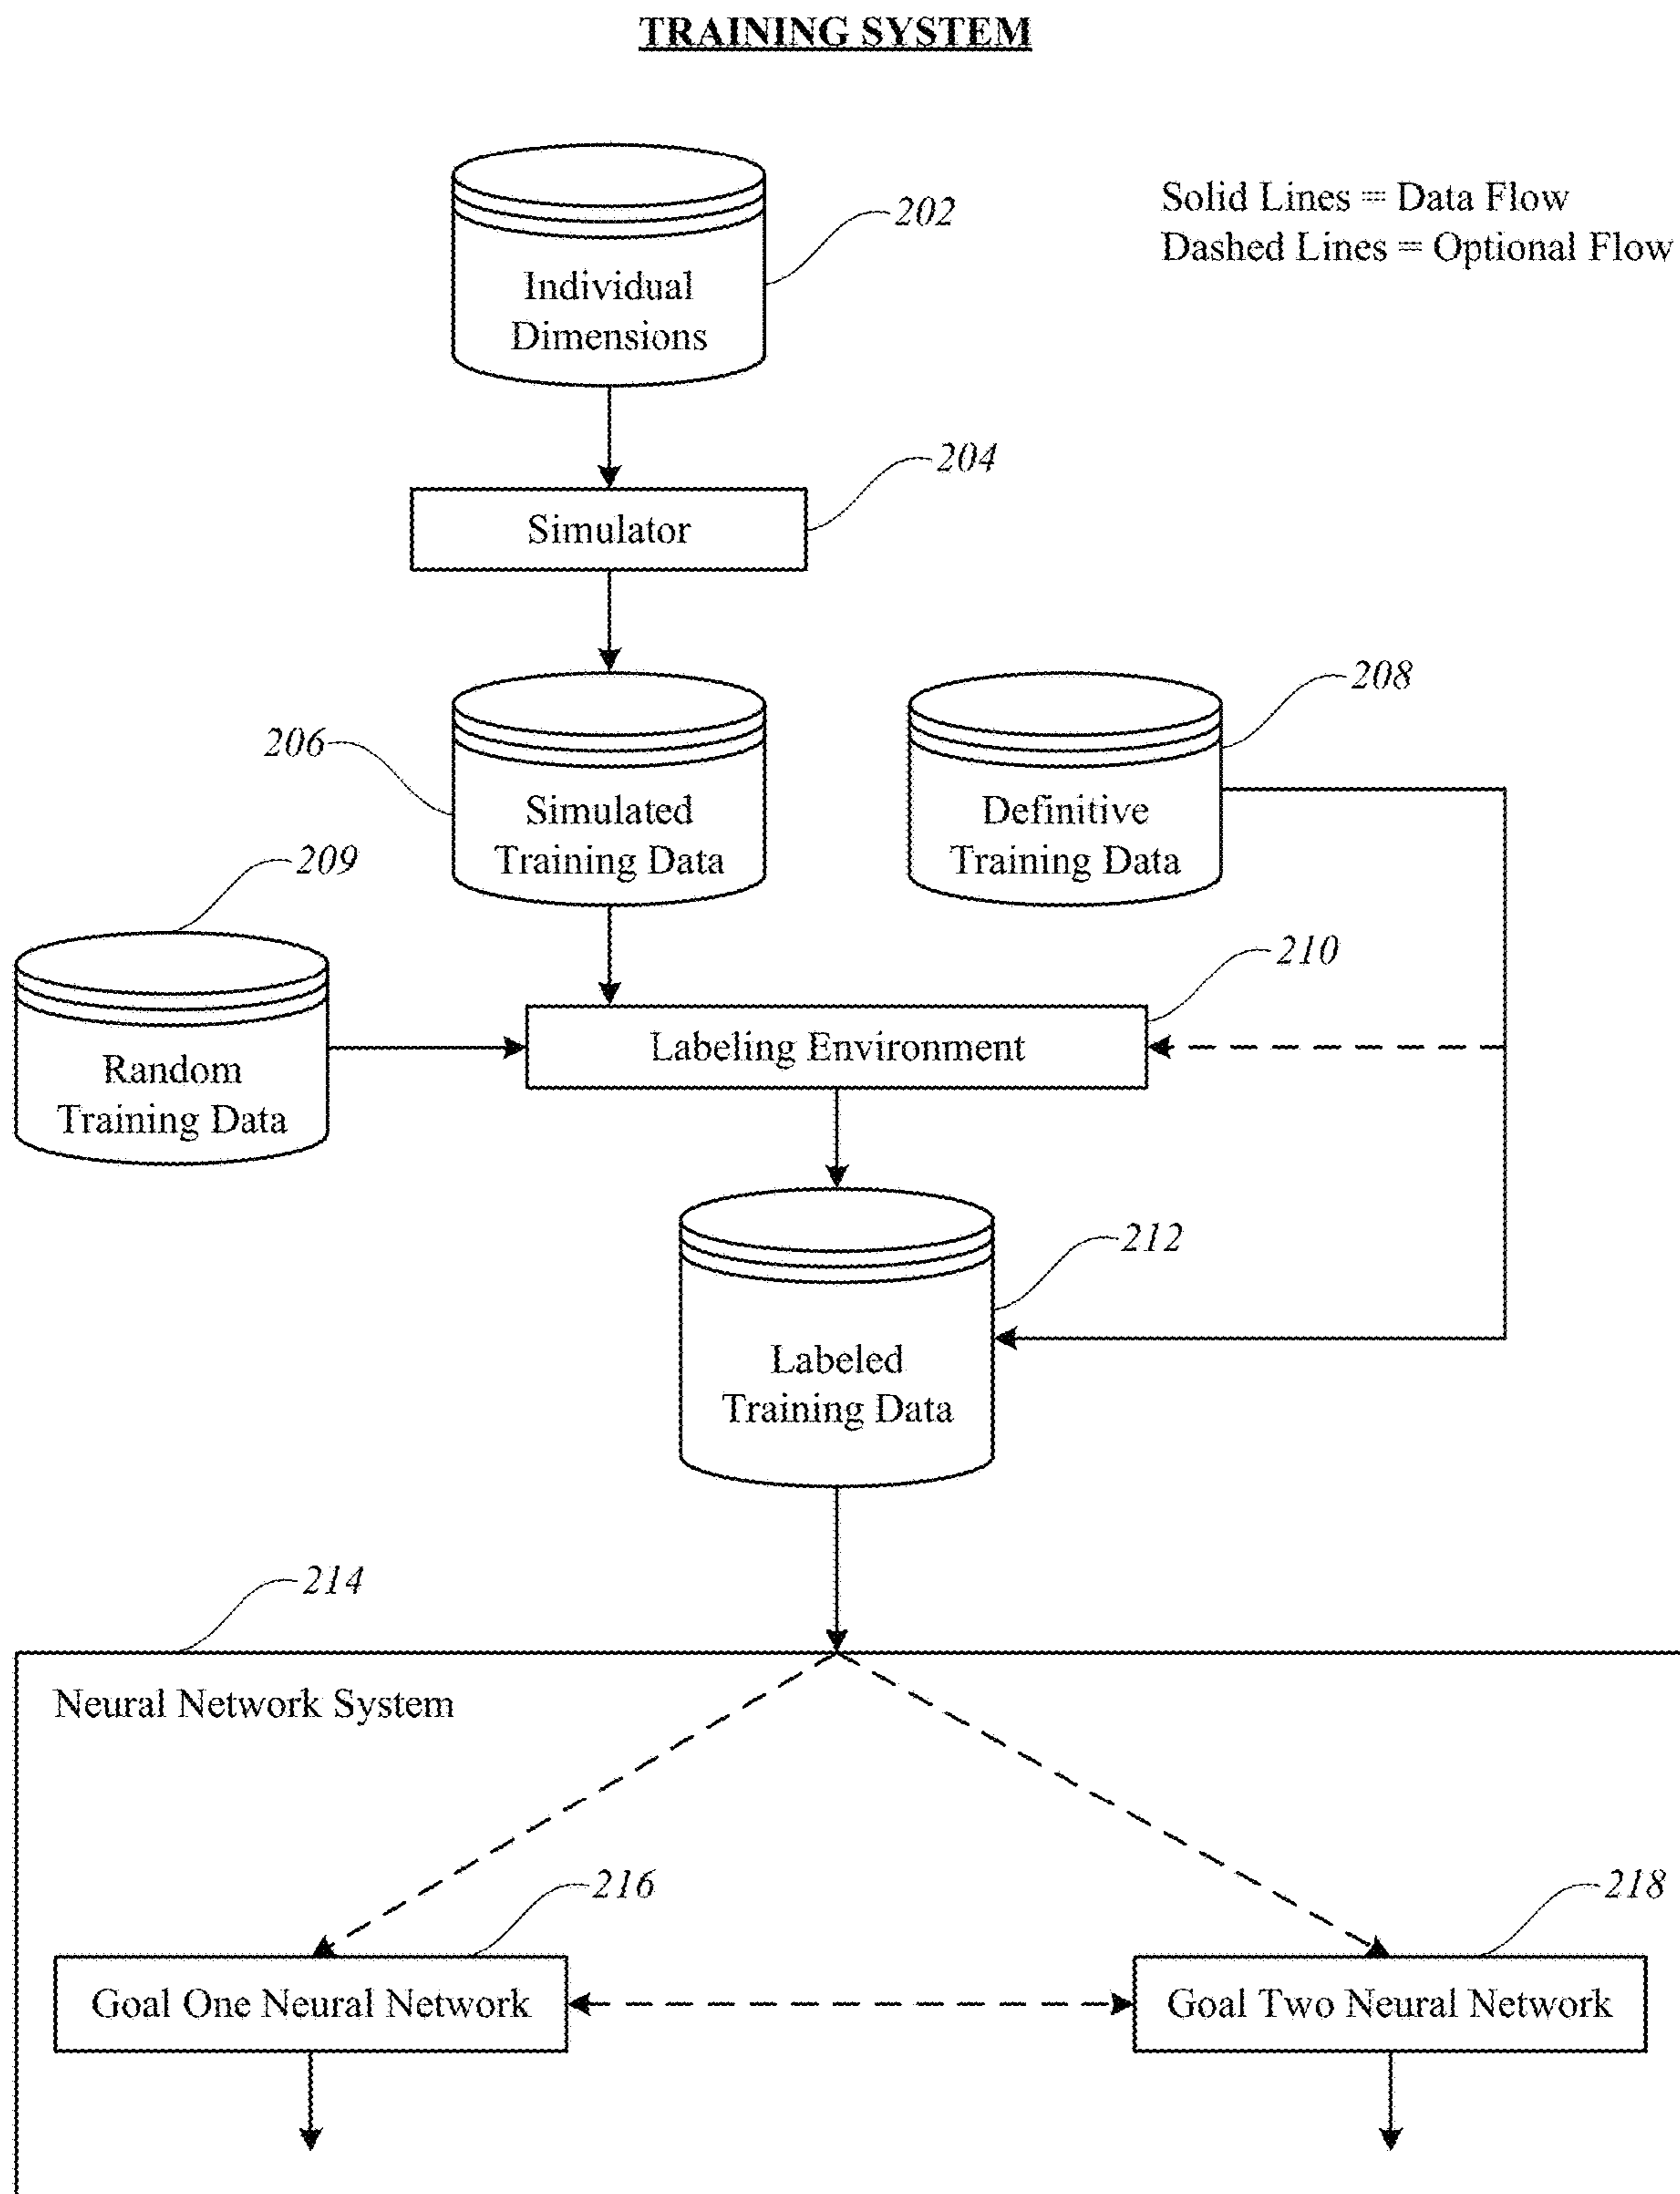 TRAINING SYSTEM
202
Solid Lines = Data Flow
Dashed Lines = Optional Flow
Individual
Dimensions
204
Simulator
208
206
Simulated
Training Data
Definitive
Training Data
209
210
Random
Training Data
Labeling Environment
212
Labeled
Training Data
214
Neural Network System
216
218
Goal One Neural Network
Goal Two Neural Network